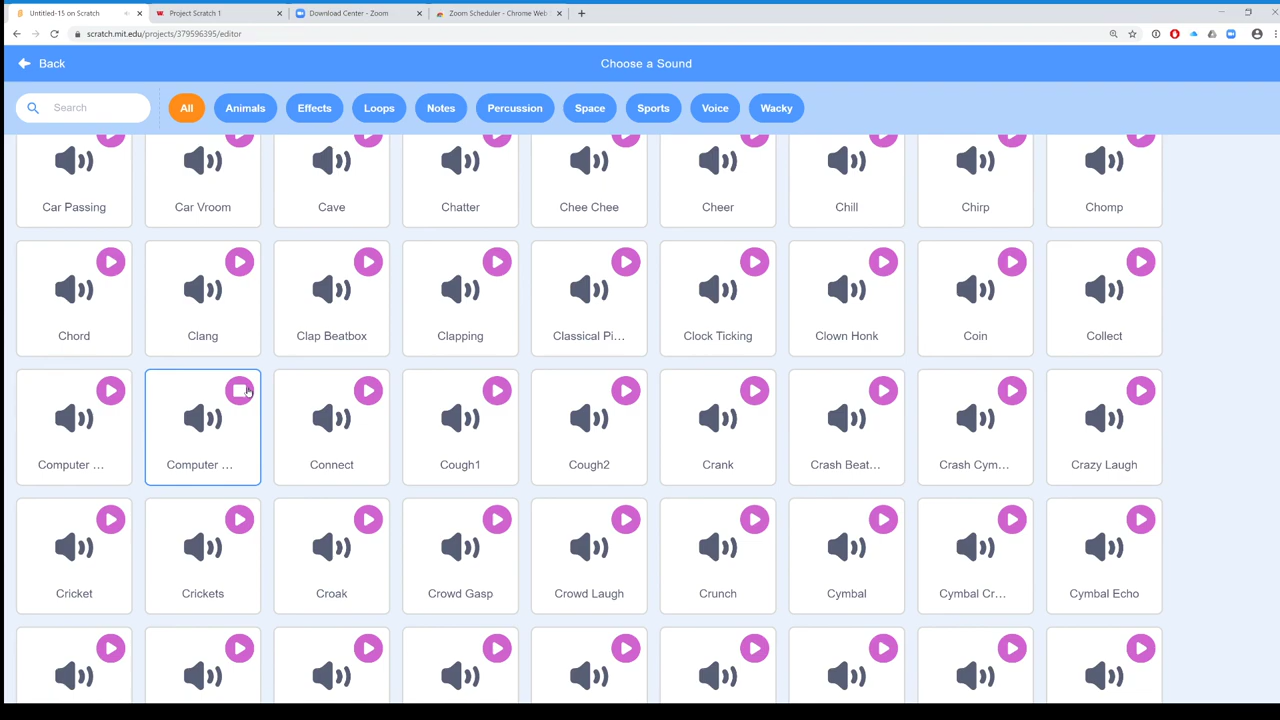 Untitled-15 on Scratch
Project Scratch 1
Download Center - Zoom
Zoom Scheduler - Chrome Web
scratch.mit.edu/projects/379596395/editor
Back
Choose a Sound
Search
All
Animals
Effects
Loops
Notes
Percussion
Space
Sports
Voice
Wacky
Car Passing
Car Vroom
Cave
Chatter
Chee Chee
Cheer
Chill
Chirp
Chomp
Chord
Clang
Clap Beatbox
Clapping
Classical Pi...
Clock Ticking
Clown Honk
Coin
Collect
Computer ...
Computer ...
Connect
Cough1
Cough2
Crank
Crash Beat...
Crash Cym...
Crazy Laugh
Cricket
Crickets
Croak
Crowd Gasp
Crowd Laugh
Crunch
Cymbal
Cymbal Cr...
Cymbal Echo